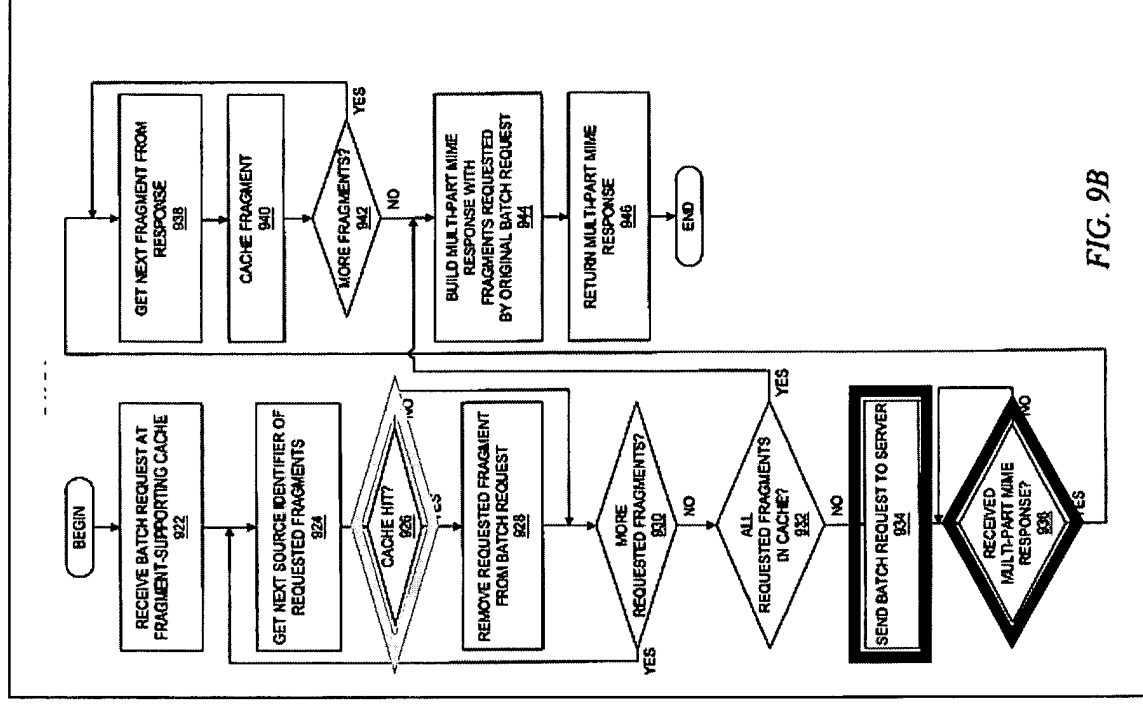 BEGIN
RECEIVE BATCH REQUEST AT
FRAGMENT-SUPPORTING CACHE
922
GET NEXT SOURCE IDENTIFIER OF
REQUESTED FRAGMENTS
924
CACHE HIT?
926
NO
YES
REMOVE REQUESTED FRAGMENT
FROM BATCH REQUEST
928
MORE
REQUESTED FRAGMENTS?
930
YES
NO
ALL
REQUESTED FRAGMENTS
IN CACHE?
932
YES
NO
SEND BATCH REQUEST TO SERVER
934
RECEIVED
MULTI-PART MIME
RESPONSE?
936
NO
YES
GET NEXT FRAGMENT FROM
RESPONSE
938
CACHE FRAGMENT
940
MORE FRAGMENTS?
942
YES
NO
BUILD MULTI-PART MIME
RESPONSE WITH
FRAGMENTS REQUESTED
BY ORIGINAL BATCH REQUEST
944
RETURN MULTI-PART MIME
RESPONSE
946
END
FIG. 9B